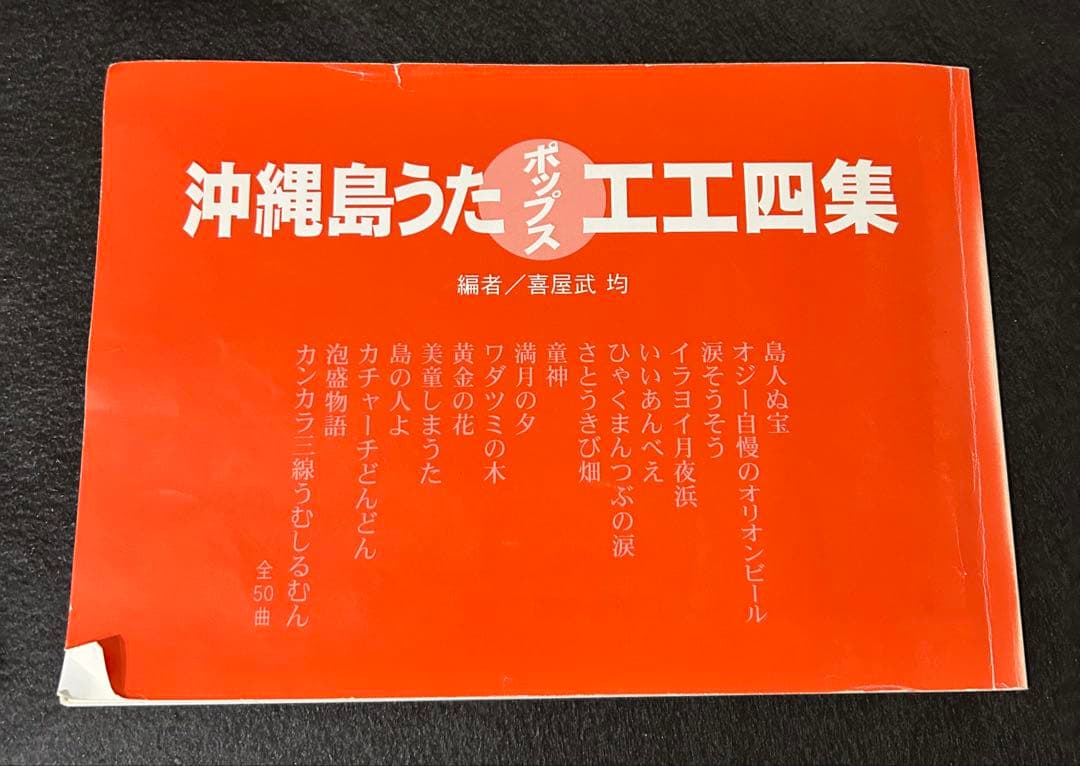 沖縄島うたポップス工工四集
編者／喜屋武 均
島人ぬ宝
オジー自慢のオリオンビール
涙そうそう
イラヨイ月夜浜
いいあんべえ
ひゃくまんつぶの涙
さとうきび畑
童神
満月の夕
ワダツミの木
黄金の花
美童しまうた
島の人よ
カチャーチどんどん
泡盛物語
カンカラ三線うむしるむん
全50曲